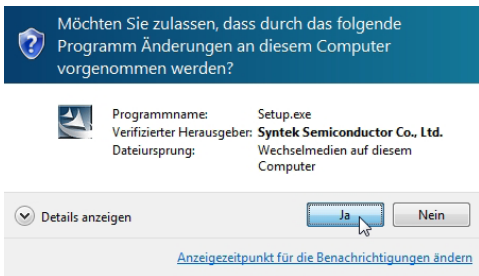 Möchten Sie zulassen, dass durch das folgende
Programm Änderungen an diesem Computer
vorgenommen werden?
Programmname: Setup.exe
Verifizierter Herausgeber: Syntek Semiconductor Co., Ltd.
Dateiursprung: Wechselmedien auf diesem
Computer
Details anzeigen Ja Nein
Anzeigezeitpunkt für die Benachrichtigungen ändern